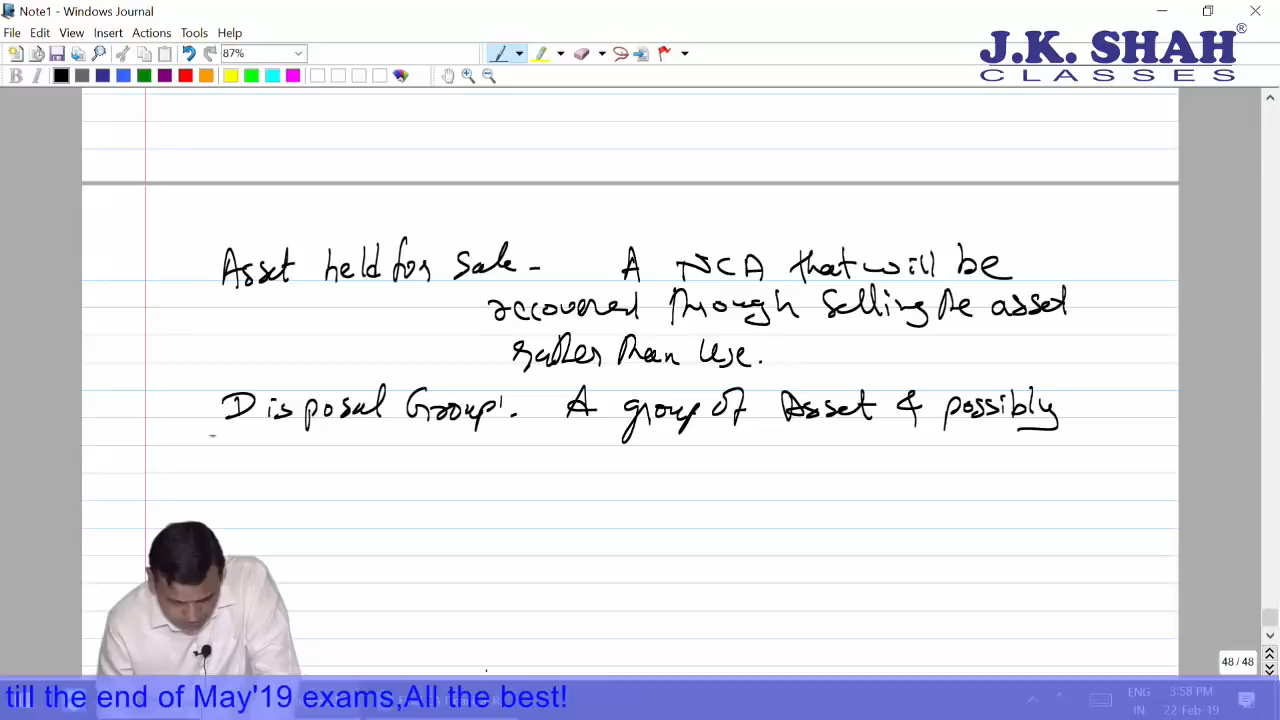 Note1 - Windows Journal
File Edit View Insert Actions Tools Help
87%
J.K. SHAH®
CLASSES
B I
Asset held for Sale - A NCA that will be
recovered through Selling the asset
rather than Use.
Disposal Group:. A group of Asset & possibly
48 / 48
till the end of May'19 exams,All the best!
ENG
IN
3:58 PM
22-Feb-19